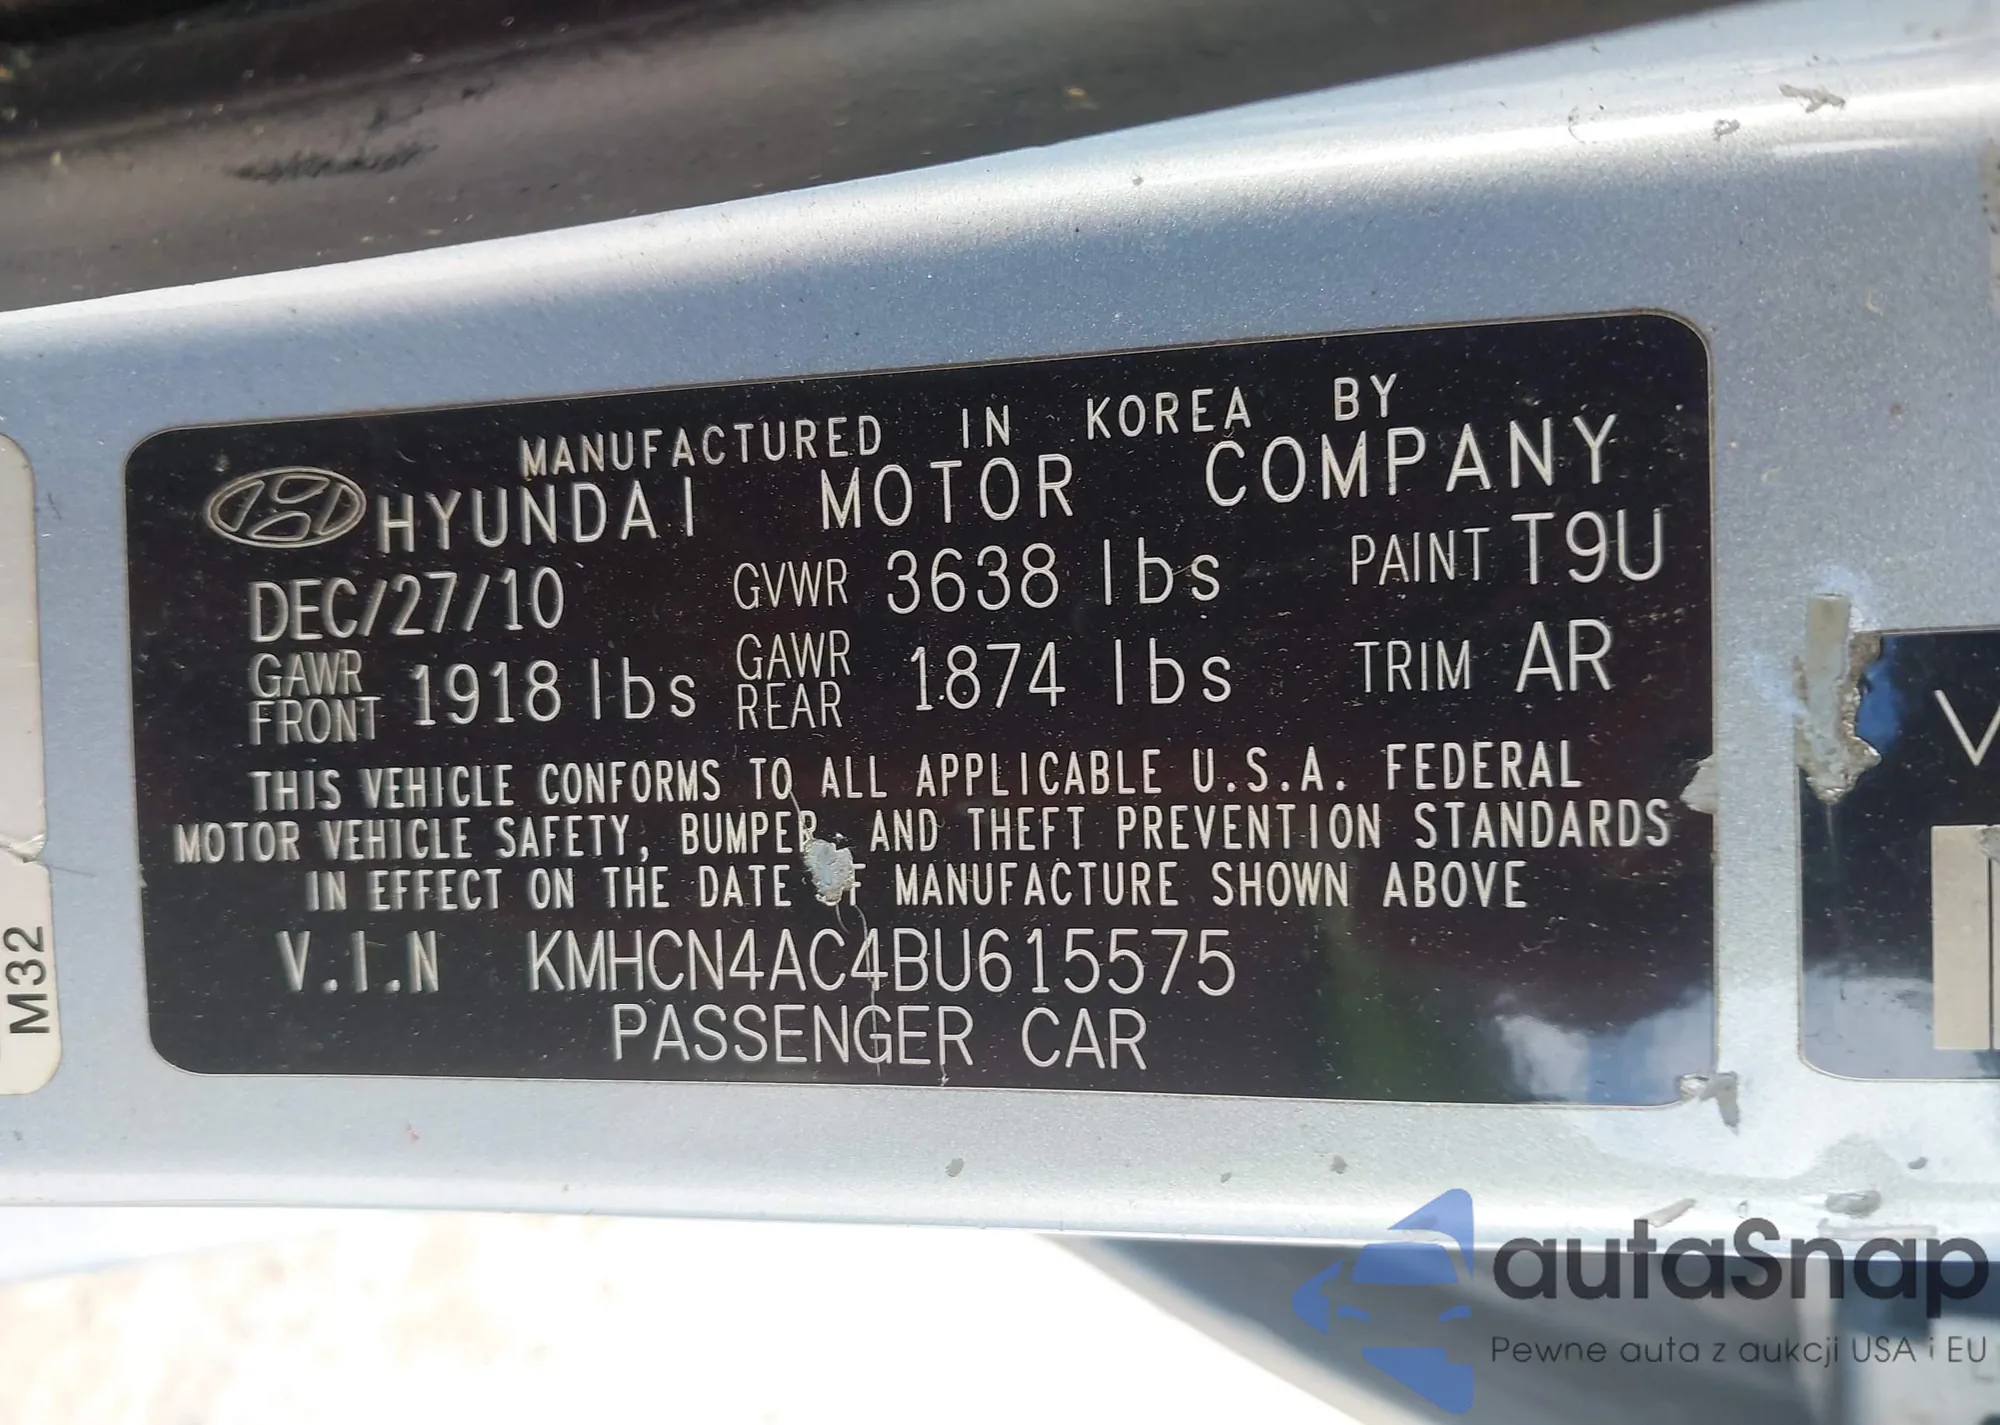 MANUFACTURED IN KOREA BY
HYUNDAI MOTOR COMPANY
DEC/27/10 GVWR 3638 lbs PAINT T9U
GAWR FRONT 1918 lbs GAWR REAR 1874 lbs TRIM AR
THIS VEHICLE CONFORMS TO ALL APPLICABLE U.S.A. FEDERAL
MOTOR VEHICLE SAFETY, BUMPER, AND THEFT PREVENTION STANDARDS
IN EFFECT ON THE DATE OF MANUFACTURE SHOWN ABOVE
V.I.N KMHCN4AC4BU615575
PASSENGER CAR
M32
V
autaSnap
Pewne auta z aukcji USA i EU